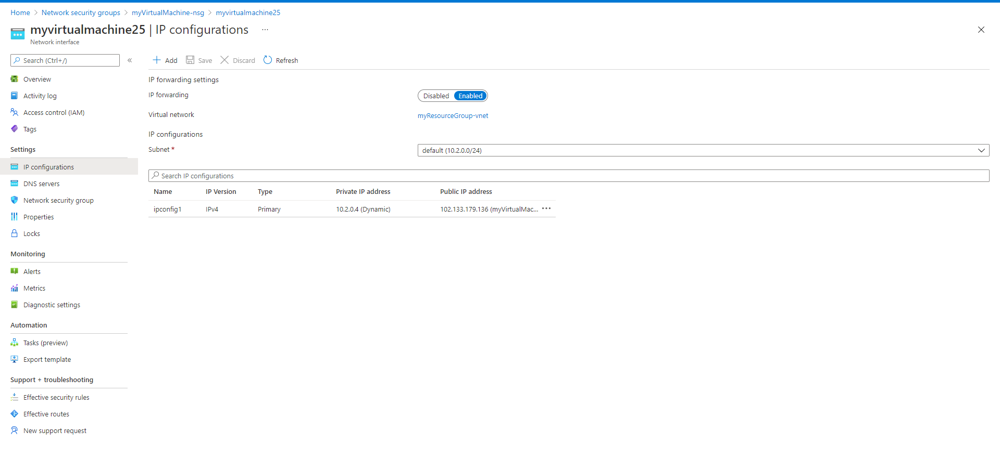 Home > Network security groups > myVirtualMachine-nsg > myvirtualmachine25
myvirtualmachine25 | IP configurations ...
Network interface
Search (Ctrl+/) «
Overview
Activity log
Access control (IAM)
Tags
Settings
IP configurations
DNS servers
Network security group
Properties
Locks
Monitoring
Alerts
Metrics
Diagnostic settings
Automation
Tasks (preview)
Export template
Support + troubleshooting
Effective security rules
Effective routes
New support request
Add Save Discard Refresh
IP forwarding settings
IP forwarding Disabled Enabled
Virtual network myResourceGroup-vnet
IP configurations
Subnet * default (10.2.0.0/24)
Search IP configurations
Name IP Version Type Private IP address Public IP address
ipconfig1 IPv4 Primary 10.2.0.4 (Dynamic) 102.133.179.136 (myVirtualMac... •••